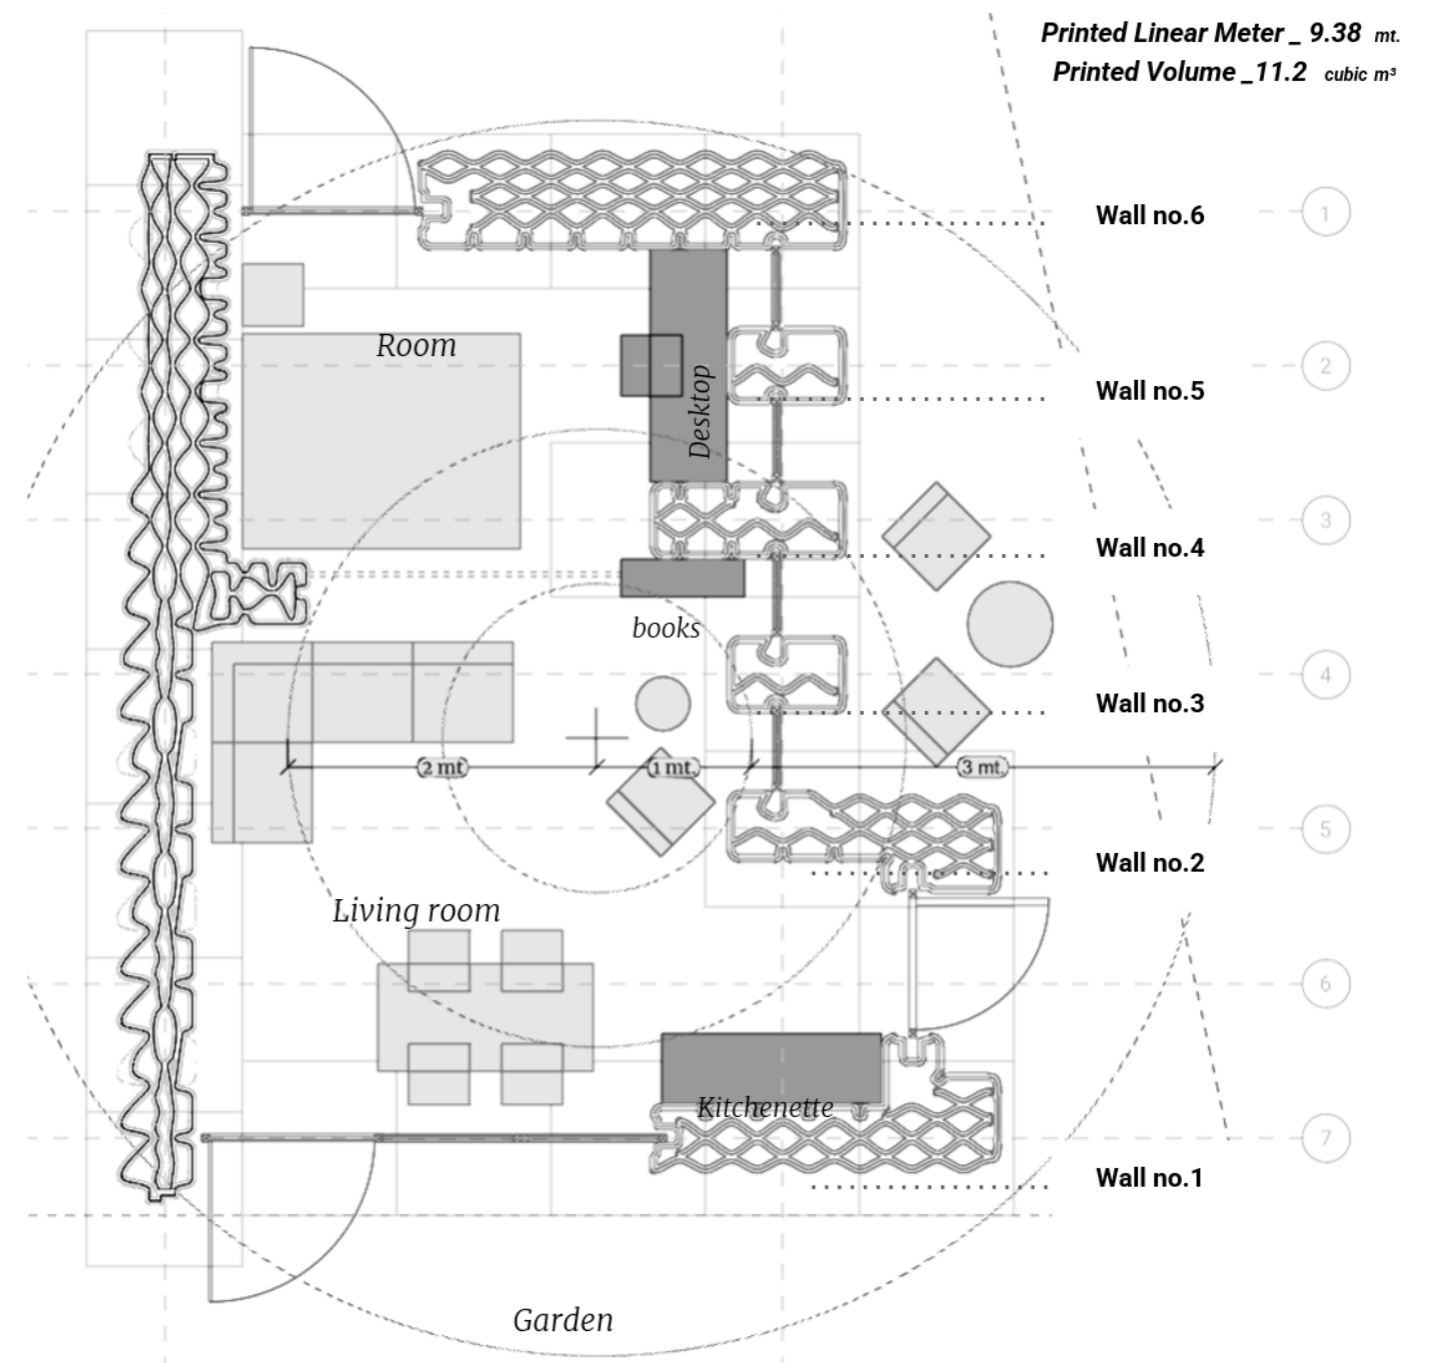 Printed Linear Meter _ 9.38 mt.
Printed Volume _11.2 cubic m³
Wall no.6
1
Room
2
Desktop
Wall no.5
3
Wall no.4
books
4
Wall no.3
2 mt
1 mt.
3 mt.
5
Wall no.2
Living room
6
Kitchenette
7
Wall no.1
Garden